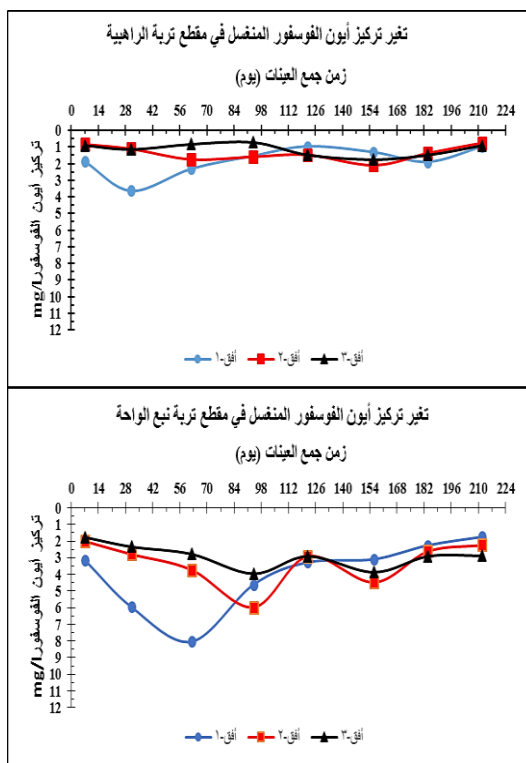 تغير تركيز أيون الفوسفور المنغسل في مقطع تربة الراهبية
زمن جمع العينات (يوم)
0 14 28 42 56 70 84 98 112 126 140 154 168 182 196 210 224
تركيز أيون الفوسفور mg/l
0
1
2
3
4
5
6
7
8
9
10
11
12
أفق-١ أفق-٢ أفق-٣
تغير تركيز أيون الفوسفور المنغسل في مقطع تربة نبع الواحة
زمن جمع العينات (يوم)
0 14 28 42 56 70 84 98 112 126 140 154 168 182 196 210 224
تركيز أيون الفوسفور mg/l
0
1
2
3
4
5
6
7
8
9
10
11
12
أفق-١ أفق-٢ أفق-٣